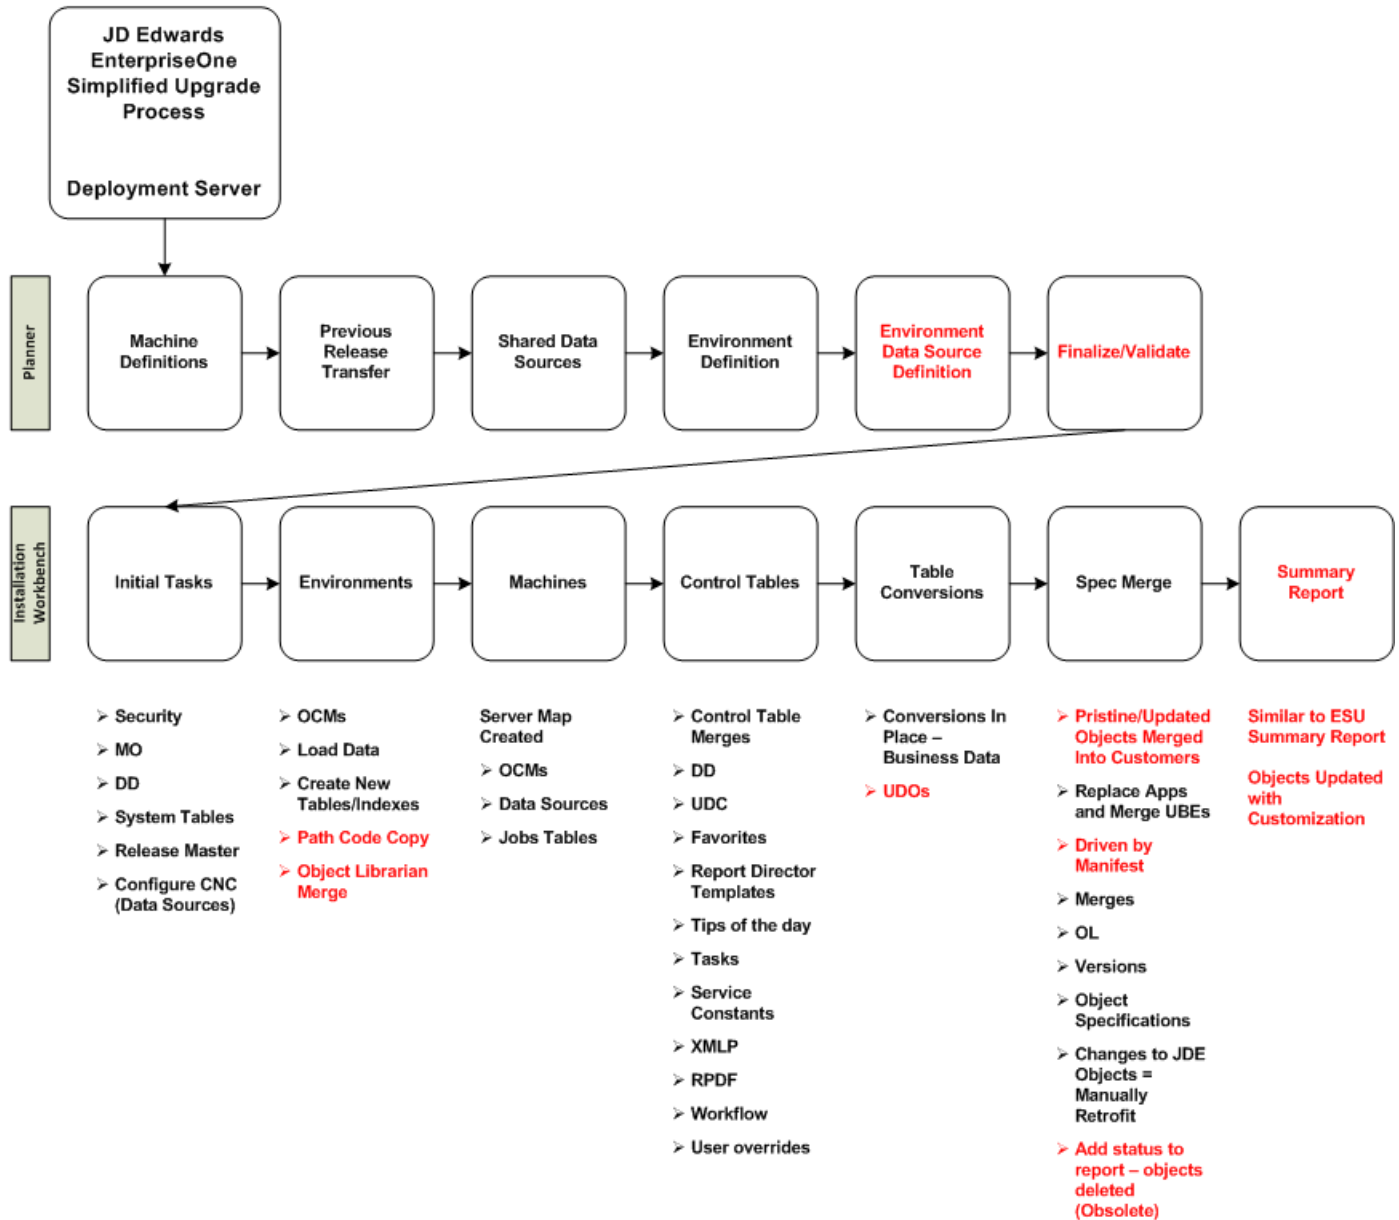 JD Edwards
EnterpriseOne
Simplified Upgrade
Process
Deployment Server
Planner
Machine
Definitions
Previous
Release
Transfer
Shared Data
Sources
Environment
Definition
Environment
Data Source
Definition
Finalize/Validate
Installation
Workbench
Initial Tasks
Environments
Machines
Control Tables
Table
Conversions
Spec Merge
Summary
Report
➢ Security
➢ MO
➢ DD
➢ System Tables
➢ Release Master
➢ Configure CNC
(Data Sources)
➢ OCMs
➢ Load Data
➢ Create New
Tables/Indexes
➢ Path Code Copy
➢ Object Librarian
Merge
Server Map
Created
➢ OCMs
➢ Data Sources
➢ Jobs Tables
➢ Control Table
Merges
➢ DD
➢ UDC
➢ Favorites
➢ Report Director
Templates
➢ Tips of the day
➢ Tasks
➢ Service
Constants
➢ XMLP
➢ RPDF
➢ Workflow
➢ User overrides
➢ Conversions In
Place –
Business Data
➢ UDOs
➢ Pristine/Updated
Objects Merged
Into Customers
➢ Replace Apps
and Merge UBEs
➢ Driven by
Manifest
➢ Merges
➢ OL
➢ Versions
➢ Object
Specifications
➢ Changes to JDE
Objects =
Manually
Retrofit
➢ Add status to
report – objects
deleted
(Obsolete)
Similar to ESU
Summary Report
Objects Updated
with
Customization